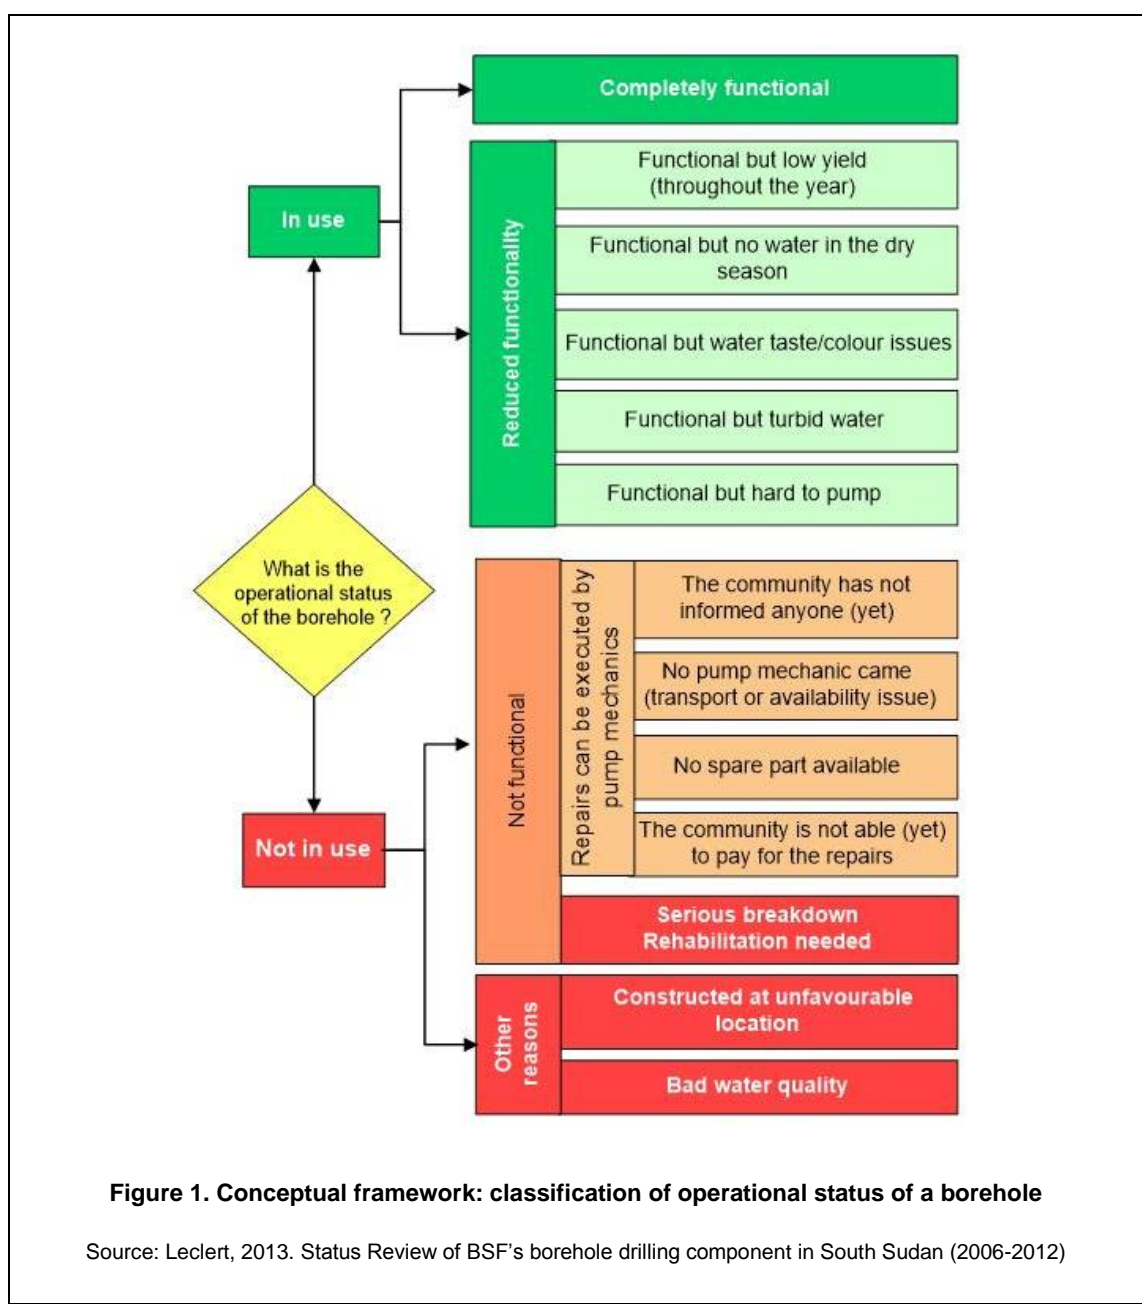 Completely functional
In use
Reduced functionality
Functional but low yield
(throughout the year)
Functional but no water in the dry
season
Functional but water taste/colour issues
Functional but turbid water
Functional but hard to pump
What is the
operational status
of the borehole ?
Not in use
Not functional
Repairs can be executed by
pump mechanics
The community has not
informed anyone (yet)
No pump mechanic came
(transport or availability issue)
No spare part available
The community is not able (yet)
to pay for the repairs
Serious breakdown
Rehabilitation needed
Other
reasons
Constructed at unfavourable
location
Bad water quality
Figure 1. Conceptual framework: classification of operational status of a borehole
Source: Leclert, 2013. Status Review of BSF's borehole drilling component in South Sudan (2006-2012)